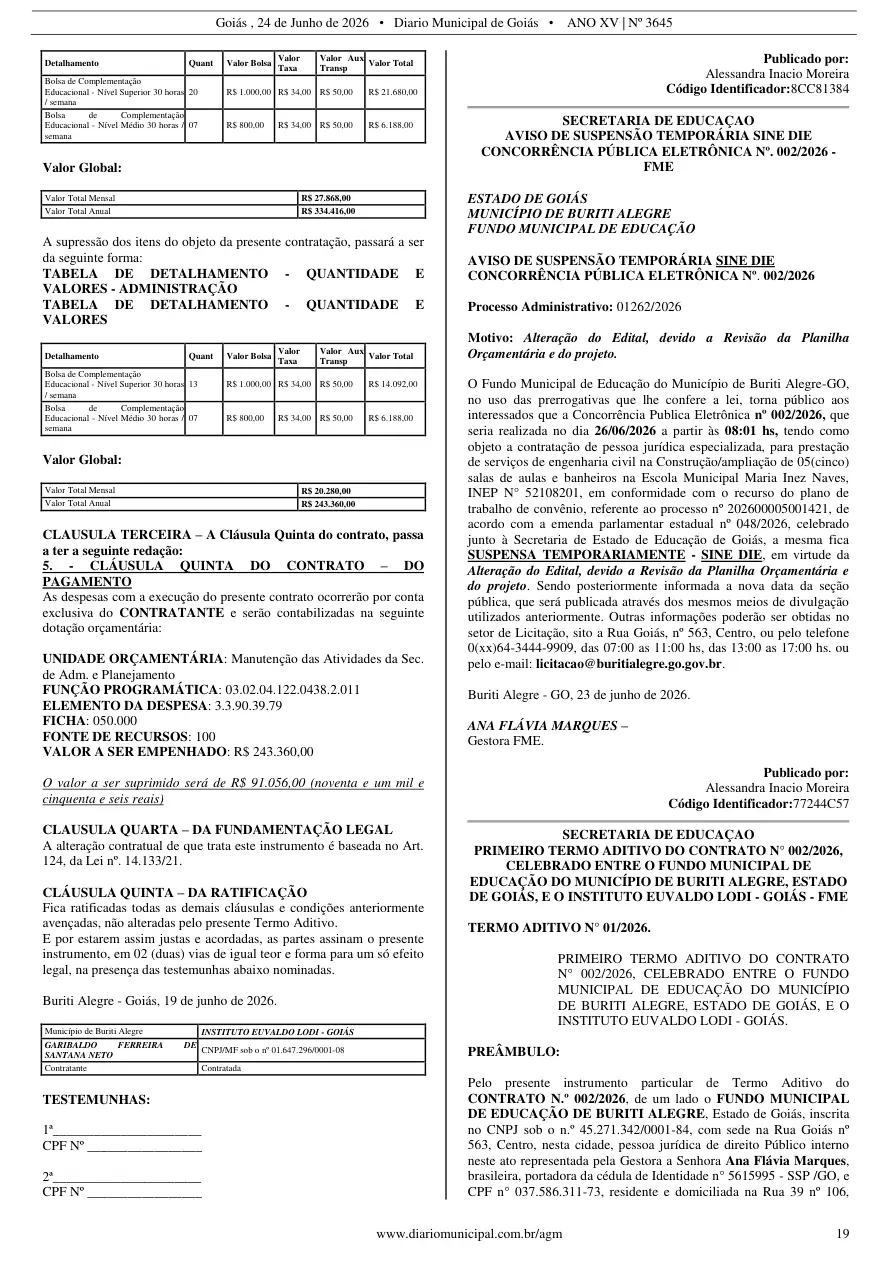 Goiás , 24 de Junho de 2026 • Diario Municipal de Goiás • ANO XV | Nº 3645
Detalhamento Quant Valor Bolsa Valor Taxa Valor Aux Transp Valor Total
Bolsa de Complementação
Educacional - Nível Superior 30 horas 20 R$ 1.000,00 R$ 34,00 R$ 50,00 R$ 21.680,00
/ semana
Bolsa de Complementação
Educacional - Nível Médio 30 horas / 07 R$ 800,00 R$ 34,00 R$ 50,00 R$ 6.188,00
semana
Valor Global:
Valor Total Mensal R$ 27.868,00
Valor Total Anual R$ 334.416,00
A supressão dos itens do objeto da presente contratação, passará a ser
da seguinte forma:
TABELA DE DETALHAMENTO - QUANTIDADE E
VALORES - ADMINISTRAÇÃO
TABELA DE DETALHAMENTO - QUANTIDADE E
VALORES
Detalhamento Quant Valor Bolsa Valor Taxa Valor Aux Transp Valor Total
Bolsa de Complementação
Educacional - Nível Superior 30 horas 13 R$ 1.000,00 R$ 34,00 R$ 50,00 R$ 14.092,00
/ semana
Bolsa de Complementação
Educacional - Nível Médio 30 horas / 07 R$ 800,00 R$ 34,00 R$ 50,00 R$ 6.188,00
semana
Valor Global:
Valor Total Mensal R$ 20.280,00
Valor Total Anual R$ 243.360,00
CLAUSULA TERCEIRA – A Cláusula Quinta do contrato, passa
a ter a seguinte redação:
5. - CLÁUSULA QUINTA DO CONTRATO – DO
PAGAMENTO
As despesas com a execução do presente contrato ocorrerão por conta
exclusiva do CONTRATANTE e serão contabilizadas na seguinte
dotação orçamentária:
UNIDADE ORÇAMENTÁRIA: Manutenção das Atividades da Sec.
de Adm. e Planejamento
FUNÇÃO PROGRAMÁTICA: 03.02.04.122.0438.2.011
ELEMENTO DA DESPESA: 3.3.90.39.79
FICHA: 050.000
FONTE DE RECURSOS: 100
VALOR A SER EMPENHADO: R$ 243.360,00
O valor a ser suprimido será de R$ 91.056,00 (noventa e um mil e
cinquenta e seis reais)
CLAUSULA QUARTA – DA FUNDAMENTAÇÃO LEGAL
A alteração contratual de que trata este instrumento é baseada no Art.
124, da Lei nº. 14.133/21.
CLÁUSULA QUINTA – DA RATIFICAÇÃO
Fica ratificadas todas as demais cláusulas e condições anteriormente
avençadas, não alteradas pelo presente Termo Aditivo.
E por estarem assim justas e acordadas, as partes assinam o presente
instrumento, em 02 (duas) vias de igual teor e forma para um só efeito
legal, na presença das testemunhas abaixo nominadas.
Buriti Alegre - Goiás, 19 de junho de 2026.
Município de Buriti Alegre INSTITUTO EUVALDO LODI - GOIÁS
GARIBALDO FERREIRA DE
SANTANA NETO CNPJ/MF sob o nº 01.647.296/0001-08
Contratante Contratada
TESTEMUNHAS:
1ª______________________
CPF Nº _________________
2ª______________________
CPF Nº _________________
Publicado por:
Alessandra Inacio Moreira
Código Identificador:8CC81384
SECRETARIA DE EDUCAÇAO
AVISO DE SUSPENSÃO TEMPORÁRIA SINE DIE
CONCORRÊNCIA PÚBLICA ELETRÔNICA Nº. 002/2026 -
FME
ESTADO DE GOIÁS
MUNICÍPIO DE BURITI ALEGRE
FUNDO MUNICIPAL DE EDUCAÇÃO
AVISO DE SUSPENSÃO TEMPORÁRIA SINE DIE
CONCORRÊNCIA PÚBLICA ELETRÔNICA Nº. 002/2026
Processo Administrativo: 01262/2026
Motivo: Alteração do Edital, devido a Revisão da Planilha
Orçamentária e do projeto.
O Fundo Municipal de Educação do Município de Buriti Alegre-GO,
no uso das prerrogativas que lhe confere a lei, torna público aos
interessados que a Concorrência Publica Eletrônica nº 002/2026, que
seria realizada no dia 26/06/2026 a partir às 08:01 hs, tendo como
objeto a contratação de pessoa jurídica especializada, para prestação
de serviços de engenharia civil na Construção/ampliação de 05(cinco)
salas de aulas e banheiros na Escola Municipal Maria Inez Naves,
INEP N° 52108201, em conformidade com o recurso do plano de
trabalho de convênio, referente ao processo nº 202600005001421, de
acordo com a emenda parlamentar estadual nº 048/2026, celebrado
junto à Secretaria de Estado de Educação de Goiás, a mesma fica
SUSPENSA TEMPORARIAMENTE - SINE DIE, em virtude da
Alteração do Edital, devido a Revisão da Planilha Orçamentária e
do projeto. Sendo posteriormente informada a nova data da seção
pública, que será publicada através dos mesmos meios de divulgação
utilizados anteriormente. Outras informações poderão ser obtidas no
setor de Licitação, sito a Rua Goiás, nº 563, Centro, ou pelo telefone
0(xx)64-3444-9909, das 07:00 as 11:00 hs, das 13:00 as 17:00 hs. ou
pelo e-mail: licitacao@buritialegre.go.gov.br.
Buriti Alegre - GO, 23 de junho de 2026.
ANA FLÁVIA MARQUES –
Gestora FME.
Publicado por:
Alessandra Inacio Moreira
Código Identificador:77244C57
SECRETARIA DE EDUCAÇAO
PRIMEIRO TERMO ADITIVO DO CONTRATO N° 002/2026,
CELEBRADO ENTRE O FUNDO MUNICIPAL DE
EDUCAÇÃO DO MUNICÍPIO DE BURITI ALEGRE, ESTADO
DE GOIÁS, E O INSTITUTO EUVALDO LODI - GOIÁS - FME
TERMO ADITIVO N° 01/2026.
PRIMEIRO TERMO ADITIVO DO CONTRATO
N° 002/2026, CELEBRADO ENTRE O FUNDO
MUNICIPAL DE EDUCAÇÃO DO MUNICÍPIO
DE BURITI ALEGRE, ESTADO DE GOIÁS, E O
INSTITUTO EUVALDO LODI - GOIÁS.
PREÂMBULO:
Pelo presente instrumento particular de Termo Aditivo do
CONTRATO N.º 002/2026, de um lado o FUNDO MUNICIPAL
DE EDUCAÇÃO DE BURITI ALEGRE, Estado de Goiás, inscrita
no CNPJ sob o n.º 45.271.342/0001-84, com sede na Rua Goiás nº
563, Centro, nesta cidade, pessoa jurídica de direito Público interno
neste ato representada pela Gestora a Senhora Ana Flávia Marques,
brasileira, portadora da cédula de Identidade n° 5615995 - SSP /GO, e
CPF n° 037.586.311-73, residente e domiciliada na Rua 39 nº 106,
www.diariomunicipal.com.br/agm 19